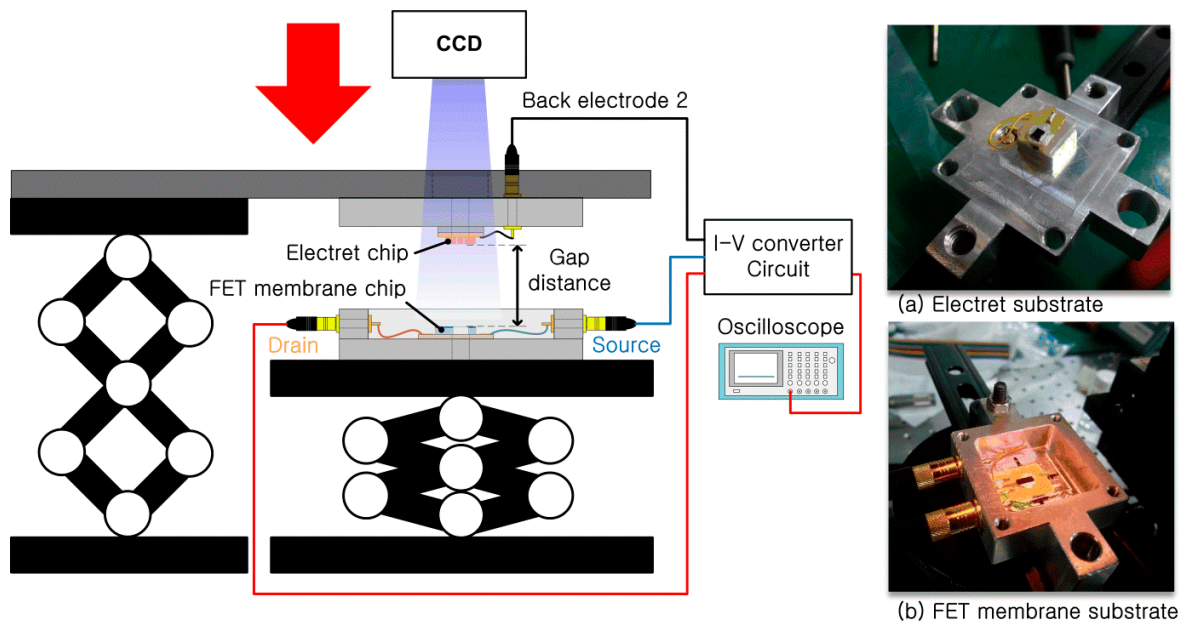 CCD
Back electrode 2
Electret chip
Gap
distance
FET membrane chip
I-V converter
Circuit
Drain
Source
Oscilloscope
(a) Electret substrate
(b) FET membrane substrate